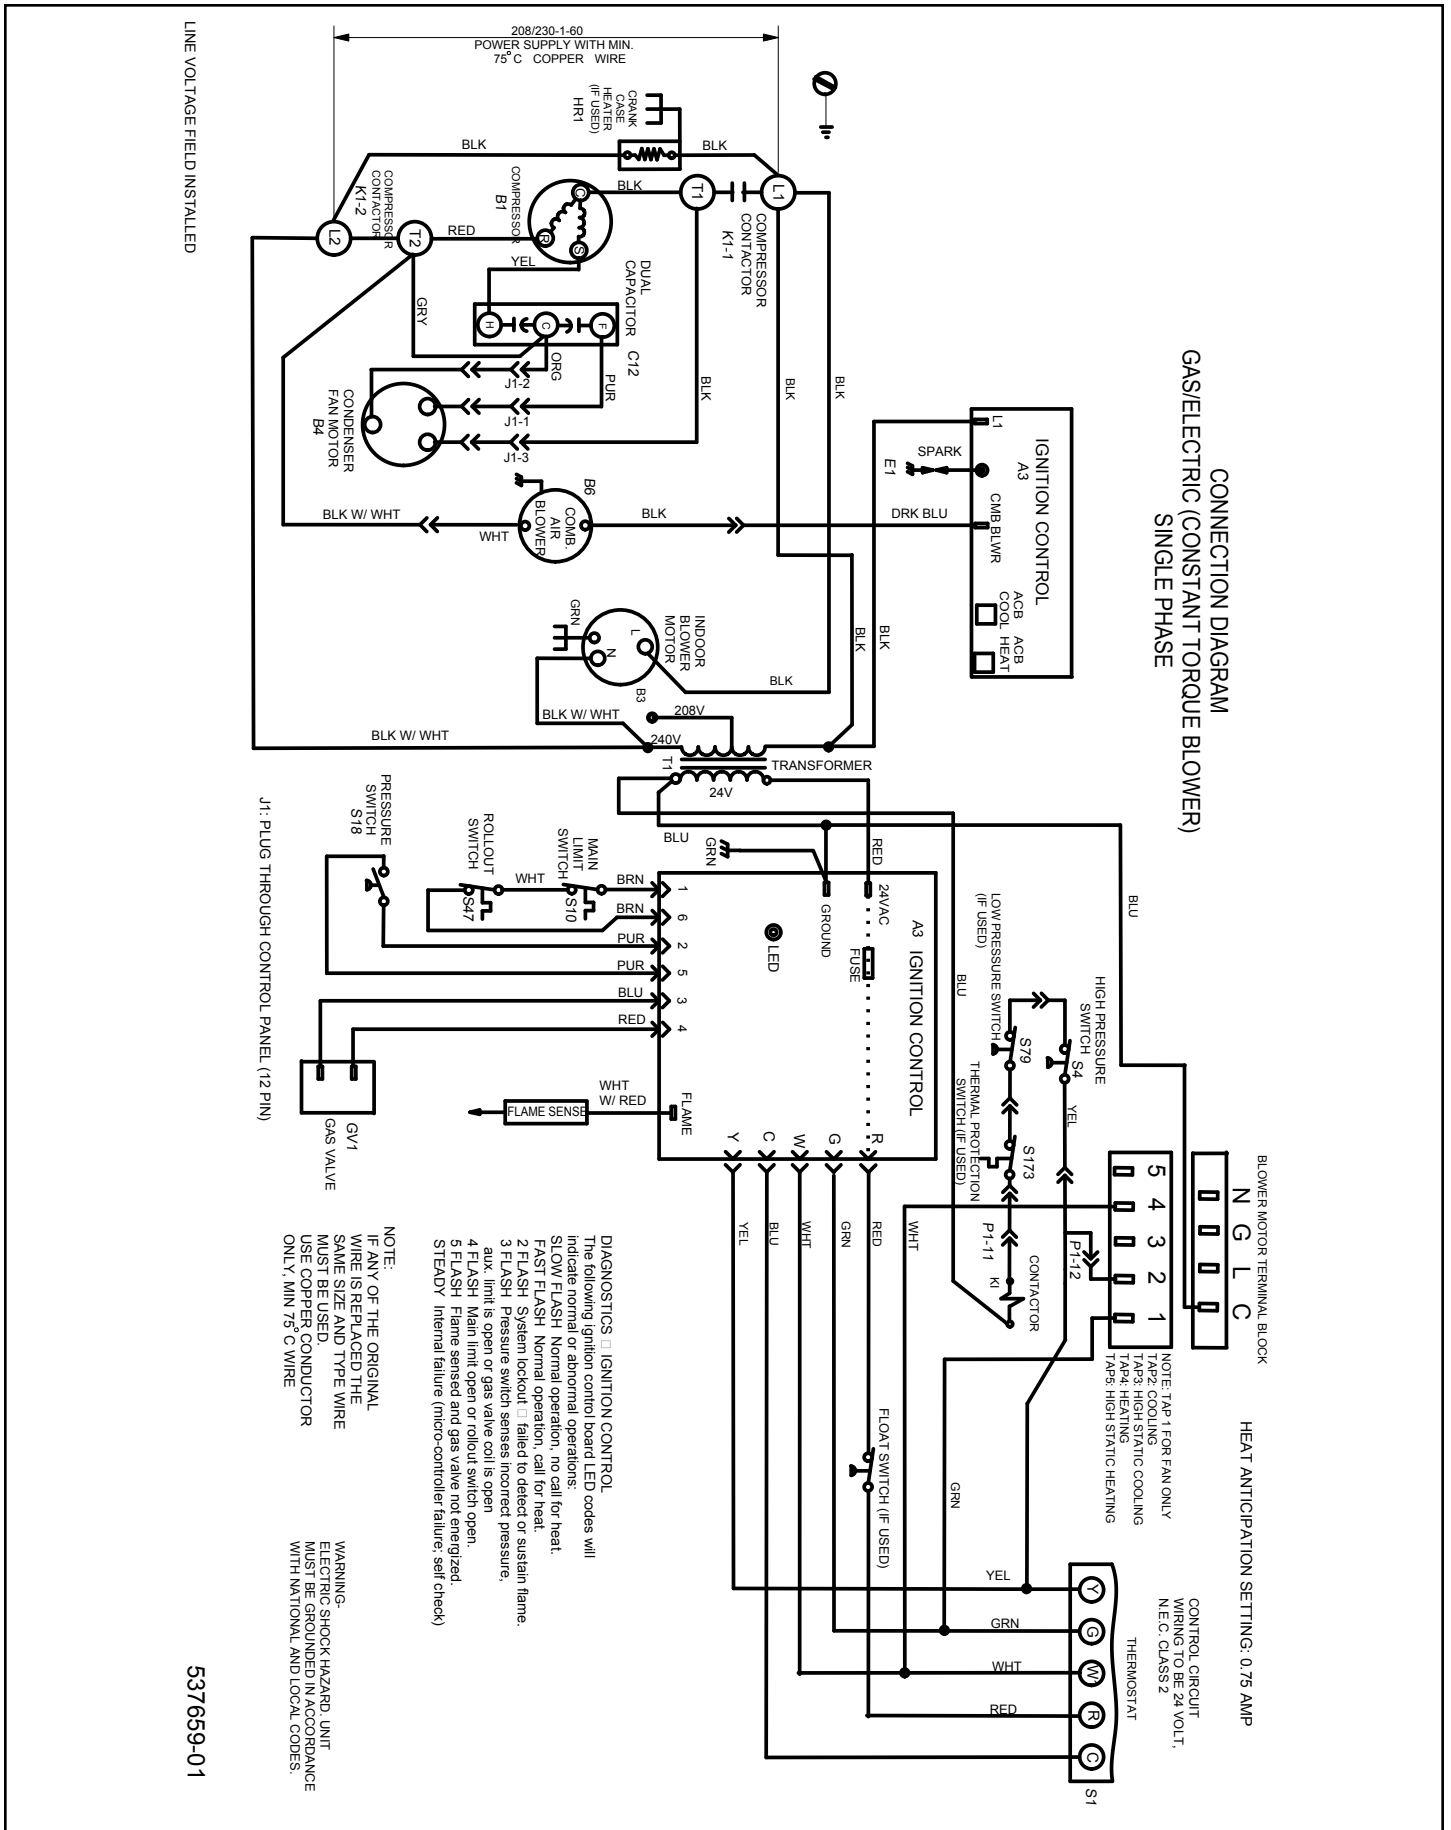 CONNECTION DIAGRAM
GAS/ELECTRIC (CONSTANT TORQUE BLOWER)
SINGLE PHASE
208/230-1-60
POWER SUPPLY WITH MIN.
75°C COPPER WIRE
LINE VOLTAGE FIELD INSTALLED
CRANK
CASE
HEATER
(IF USED)
HR1
BLK
BLK
COMPRESSOR
CONTACTOR
K1-2
L2
T2
RED
COMPRESSOR
B1
C
R
S
BLK
T1
L1
COMPRESSOR
CONTACTOR
K1-1
YEL
GRY
DUAL
CAPACITOR
C12
H
C
F
ORG
PUR
BLK
BLK
BLK
J1-2
J1-1
J1-3
CONDENSER
FAN MOTOR
B4
BLK W/ WHT
WHT
B6
COMB.
AIR
BLOWER
BLK
DRK BLU
IGNITION CONTROL
A3
L1
SPARK
E1
CMB BLWR
ACB
COOL
ACB
HEAT
BLK
BLK
GRN
INDOOR
BLOWER
MOTOR
L
N
B3
BLK
BLK W/ WHT
BLK W/ WHT
208V
240V
T1
TRANSFORMER
24V
BLU
GRN
RED
BLU
BLU
PRESSURE
SWITCH
S18
ROLLOUT
SWITCH
S47
WHT
MAIN
LIMIT
SWITCH
S10
BRN
BRN
PUR
PUR
BLU
RED
1
6
2
5
3
4
24VAC
GROUND
FUSE
LED
A3 IGNITION CONTROL
J1: PLUG THROUGH CONTROL PANEL (12 PIN)
GV1
GAS VALVE
FLAME SENSE
WHT
W/ RED
FLAME
Y
C
W
G
R
LOW PRESSURE SWITCH
(IF USED)
S79
HIGH PRESSURE
SWITCH
S4
YEL
THERMAL PROTECTION
SWITCH (IF USED)
S173
P1-11
P1-12
CONTACTOR
KI
BLOWER MOTOR TERMINAL BLOCK
N G L C
5 4 3 2 1
NOTE: TAP 1 FOR FAN ONLY
TAP2: COOLING
TAP3: HIGH STATIC COOLING
TAP4: HEATING
TAP5: HIGH STATIC HEATING
YEL
BLU
WHT
GRN
RED
WHT
GRN
FLOAT SWITCH (IF USED)
YEL
GRN
WHT
RED
HEAT ANTICIPATION SETTING: 0.75 AMP
CONTROL CIRCUIT
WIRING TO BE 24 VOLT,
N.E.C. CLASS 2
THERMOSTAT
Y
G
W
R
C
S1
DIAGNOSTICS □ IGNITION CONTROL
The following ignition control board LED codes will
indicate normal or abnormal operations:
SLOW FLASH Normal operation, no call for heat.
FAST FLASH Normal operation, call for heat.
2 FLASH System lockout □ failed to detect or sustain flame.
3 FLASH Pressure switch senses incorrect pressure,
aux. limit is open or gas valve coil is open
4 FLASH Main limit open or rollout switch open.
5 FLASH Flame sensed and gas valve not energized.
STEADY Internal failure (micro-controller failure; self check)
NOTE:
IF ANY OF THE ORIGINAL
WIRE IS REPLACED THE
SAME SIZE AND TYPE WIRE
MUST BE USED.
USE COPPER CONDUCTOR
ONLY, MIN 75°C WIRE
WARNING-
ELECTRIC SHOCK HAZARD. UNIT
MUST BE GROUNDED IN ACCORDANCE
WITH NATIONAL AND LOCAL CODES.
537659-01